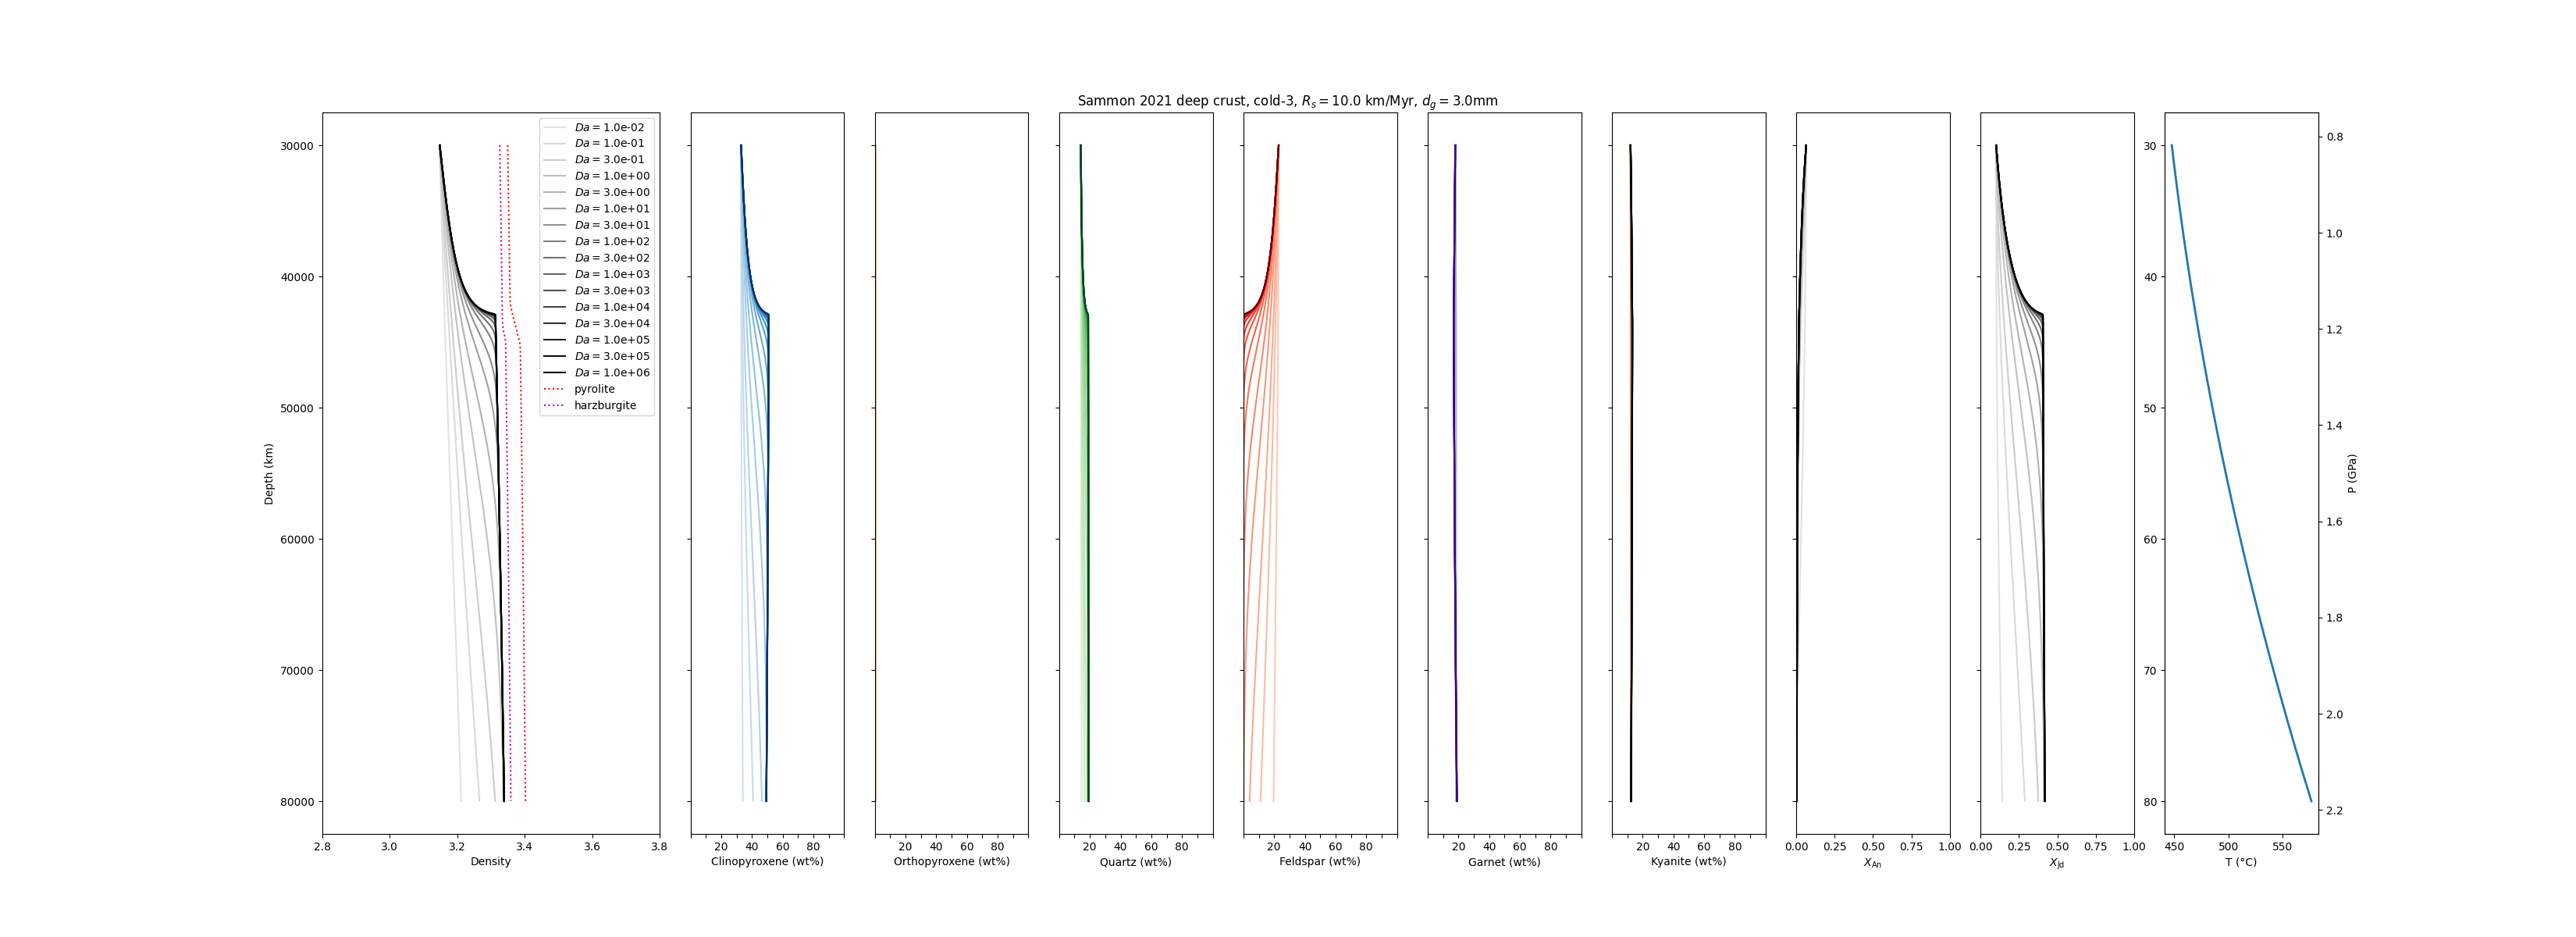 Sammon 2021 deep crust, cold-3, Rs = 10.0 km/Myr, dg = 3.0mm
Da = 1.0e-02
Da = 1.0e-01
Da = 3.0e-01
Da = 1.0e+00
Da = 3.0e+00
Da = 1.0e+01
Da = 3.0e+01
Da = 1.0e+02
Da = 3.0e+02
Da = 1.0e+03
Da = 3.0e+03
Da = 1.0e+04
Da = 3.0e+04
Da = 1.0e+05
Da = 3.0e+05
Da = 1.0e+06
pyrolite
harzburgite
Depth (km)
30000
40000
50000
60000
70000
80000
2.8 3.0 3.2 3.4 3.6 3.8
Density
20 40 60 80
Clinopyroxene (wt%)
20 40 60 80
Orthopyroxene (wt%)
20 40 60 80
Quartz (wt%)
20 40 60 80
Feldspar (wt%)
20 40 60 80
Garnet (wt%)
20 40 60 80
Kyanite (wt%)
0.00 0.25 0.50 0.75 1.00
XAn
0.00 0.25 0.50 0.75 1.00
XJd
30
40
50
60
70
80
450 500 550
T (°C)
0.8
1.0
1.2
1.4
1.6
1.8
2.0
2.2
P (GPa)